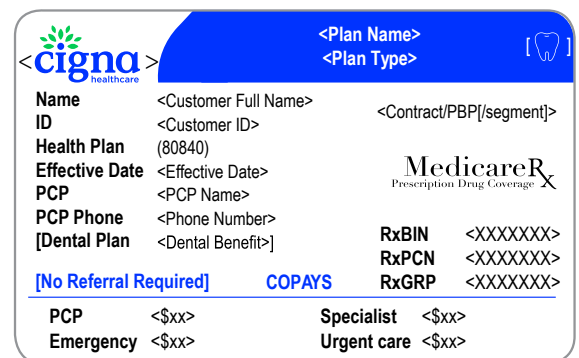 <Plan Name>
<Plan Type>
[ ]
<cigna>
healthcare
Name <Customer Full Name>
<Contract/PBP[/segment]>
ID <Customer ID>
Health Plan (80840)
Effective Date <Effective Date>
MedicareRx
Prescription Drug Coverage
PCP <PCP Name>
PCP Phone <Phone Number>
[Dental Plan <Dental Benefit>]
RxBIN <XXXXXXX>
RxPCN <XXXXXXX>
[No Referral Required] COPAYS RxGRP <XXXXXXX>
PCP <$xx> Specialist <$xx>
Emergency <$xx> Urgent care <$xx>